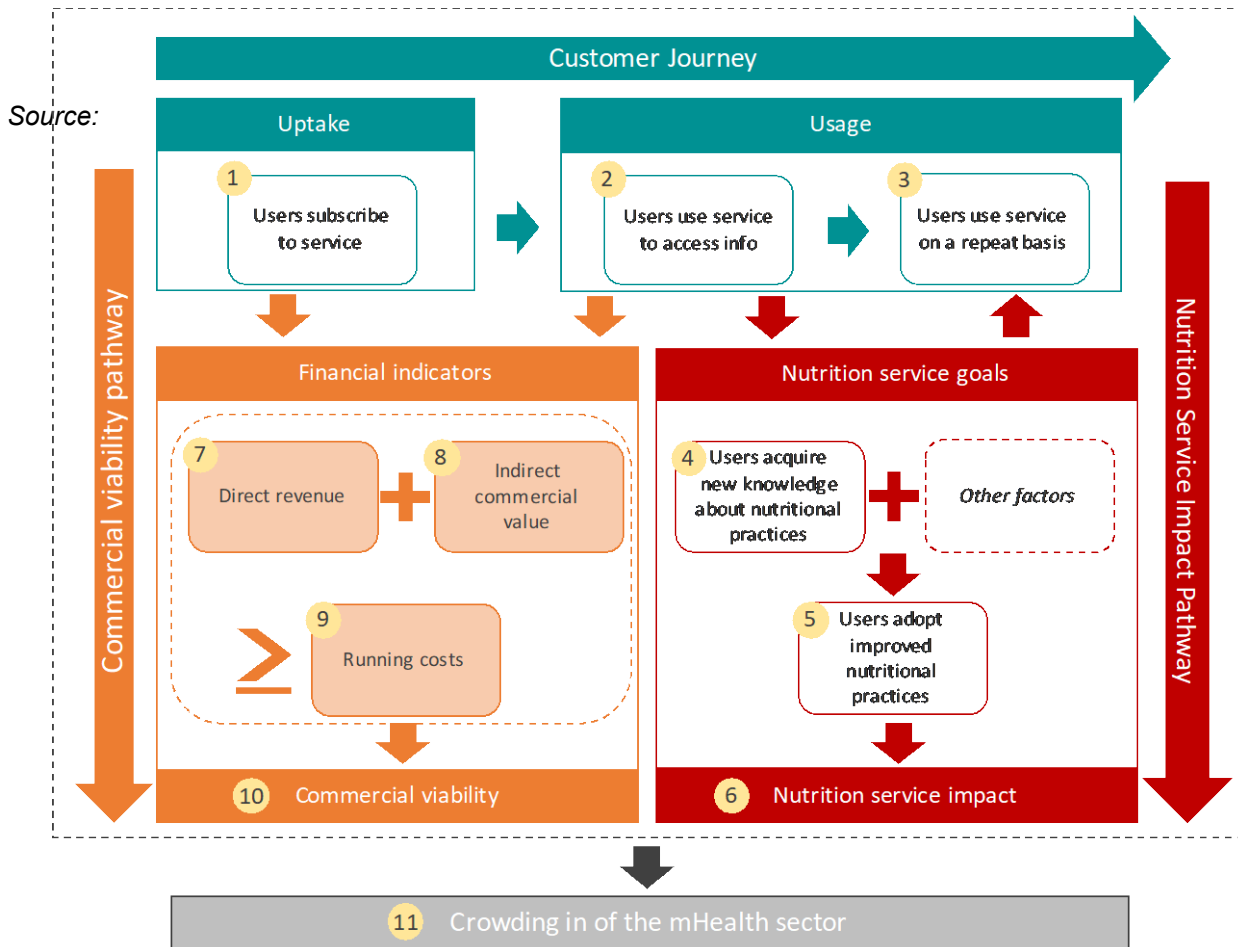 Customer Journey
Source:
Uptake
Usage
1
Users subscribe
to service
2
Users use service
to access info
3
Users use service
on a repeat basis
Commercial viability pathway
Nutrition Service Impact Pathway
Financial indicators
7
Direct revenue
+
8
Indirect
commercial
value
≥
9
Running costs
10
Commercial viability
Nutrition service goals
4
Users acquire
new knowledge
about nutritional
practices
+
Other factors
5
Users adopt
improved
nutritional
practices
6
Nutrition service impact
11
Crowding in of the mHealth sector